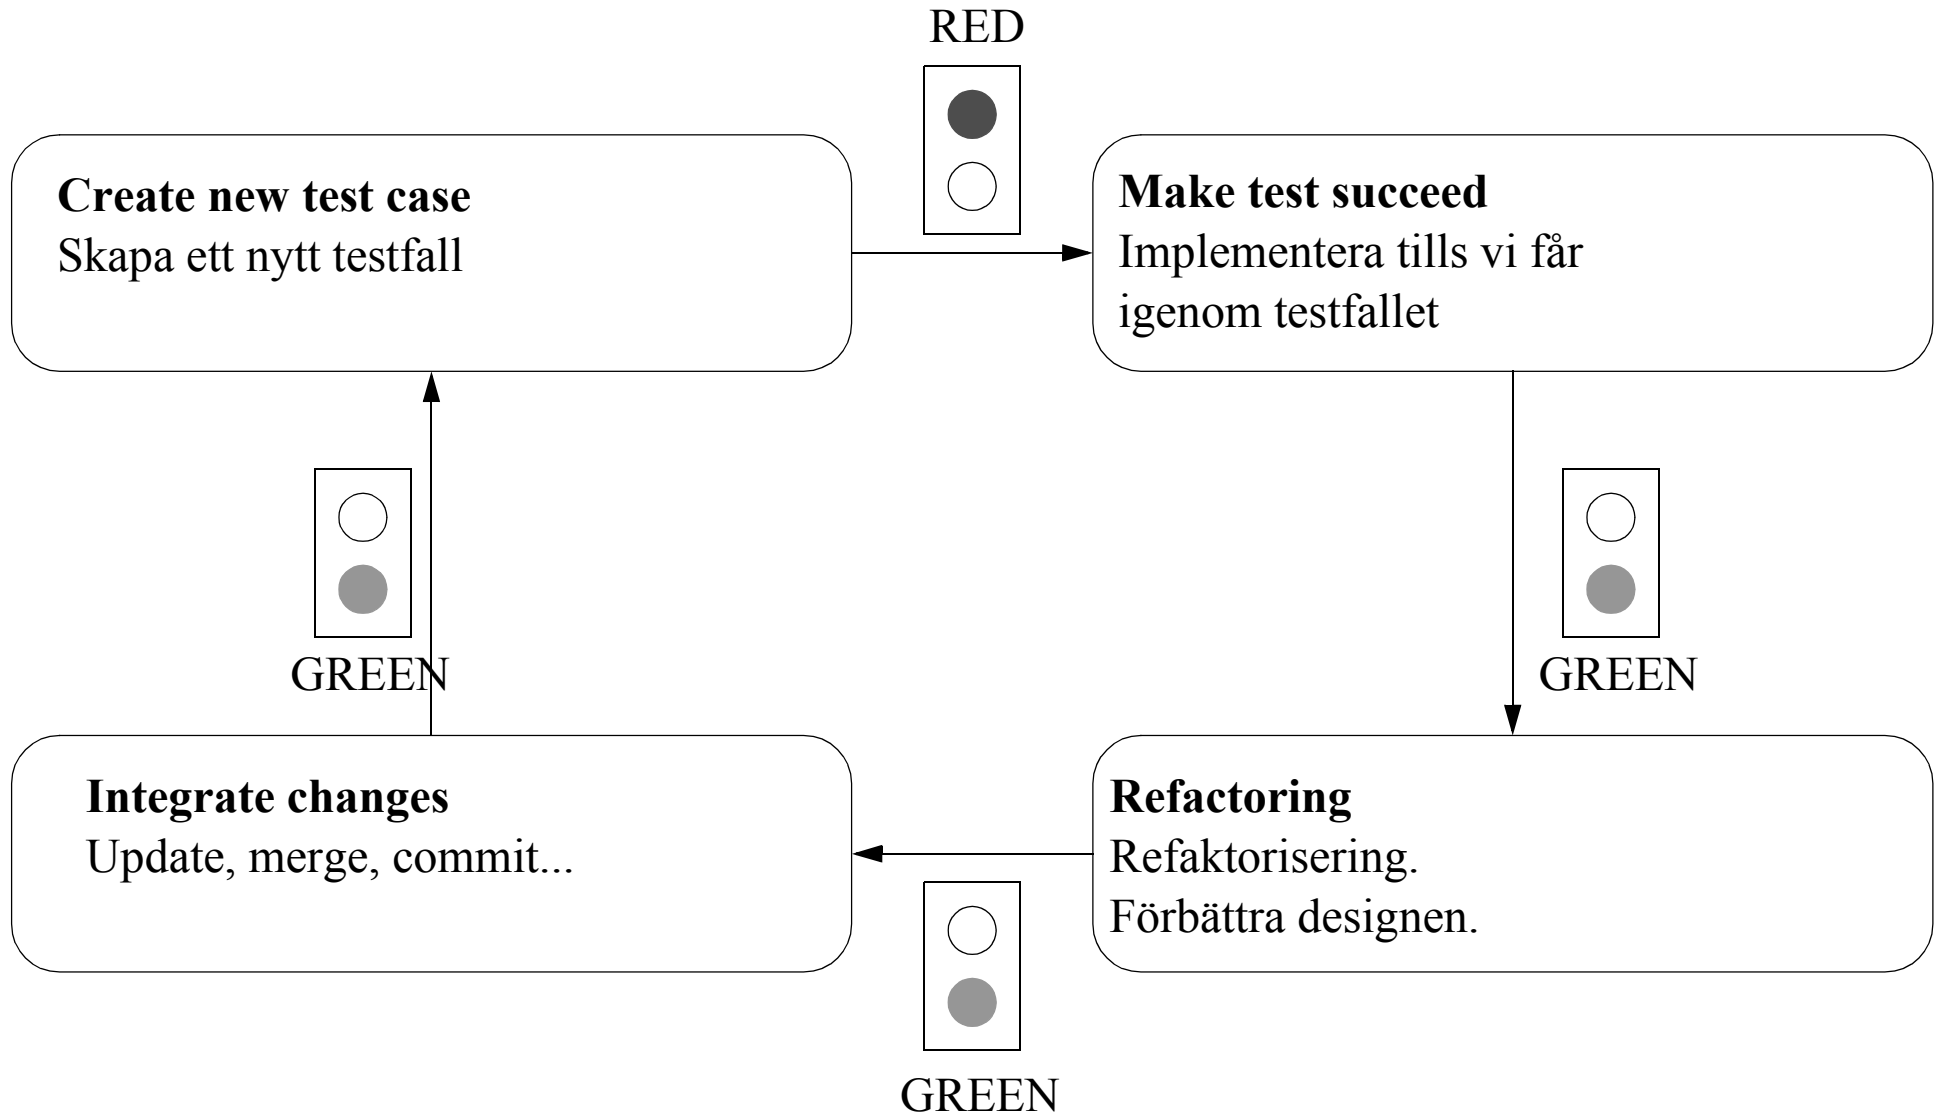 RED
Create new test case
Skapa ett nytt testfall
Make test succeed
Implementera tills vi får
igenom testfallet
GREEN
GREEN
Integrate changes
Update, merge, commit...
Refactoring
Refaktorisering.
Förbättra designen.
GREEN